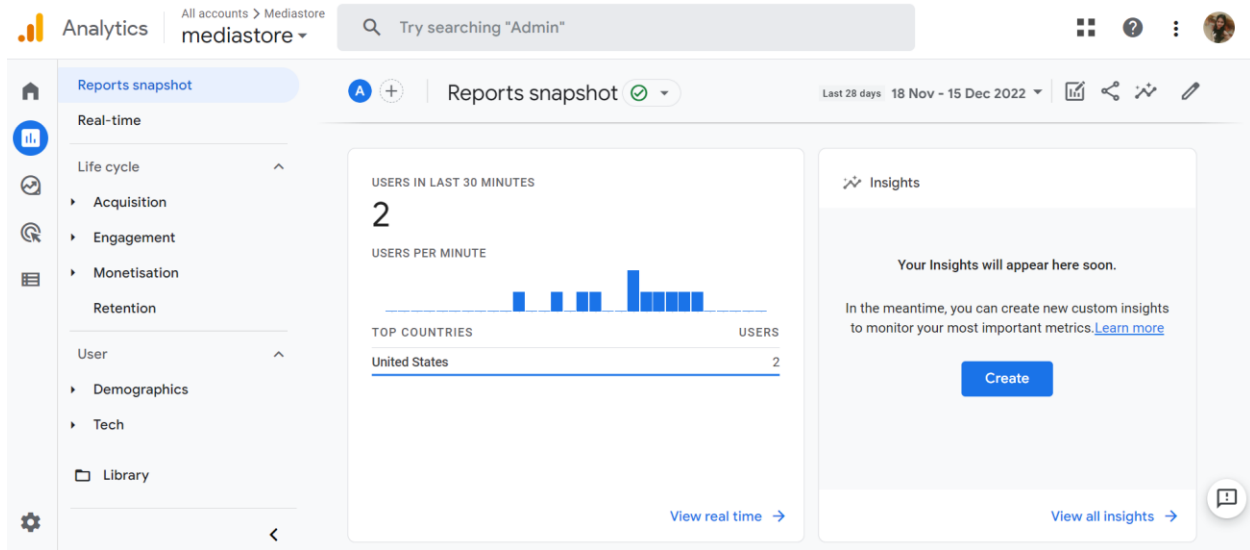 Analytics
All accounts > Mediastore
mediastore
Try searching "Admin"
Reports snapshot
Real-time
Life cycle
Acquisition
Engagement
Monetisation
Retention
User
Demographics
Tech
Library
A
Reports snapshot
Last 28 days 18 Nov - 15 Dec 2022
USERS IN LAST 30 MINUTES
2
USERS PER MINUTE
TOP COUNTRIES USERS
United States 2
View real time
Insights
Your Insights will appear here soon.
In the meantime, you can create new custom insights
to monitor your most important metrics.Learn more
Create
View all insights